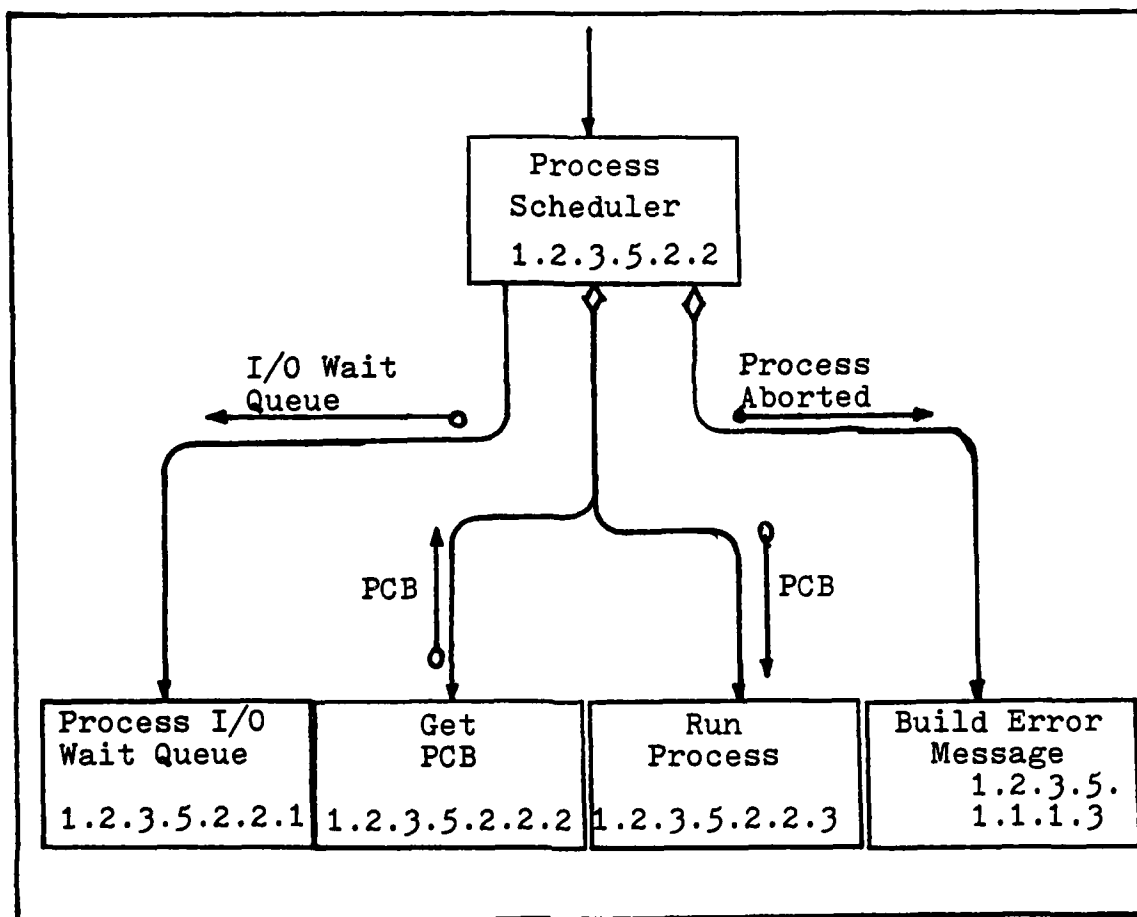 Process
Scheduler
1.2.3.5.2.2
I/O Wait
Queue
Process
Aborted
PCB
PCB
Process I/O
Wait Queue
1.2.3.5.2.2.1
Get
PCB
1.2.3.5.2.2.2
Run
Process
1.2.3.5.2.2.3
Build Error
Message
1.2.3.5.
1.1.1.3